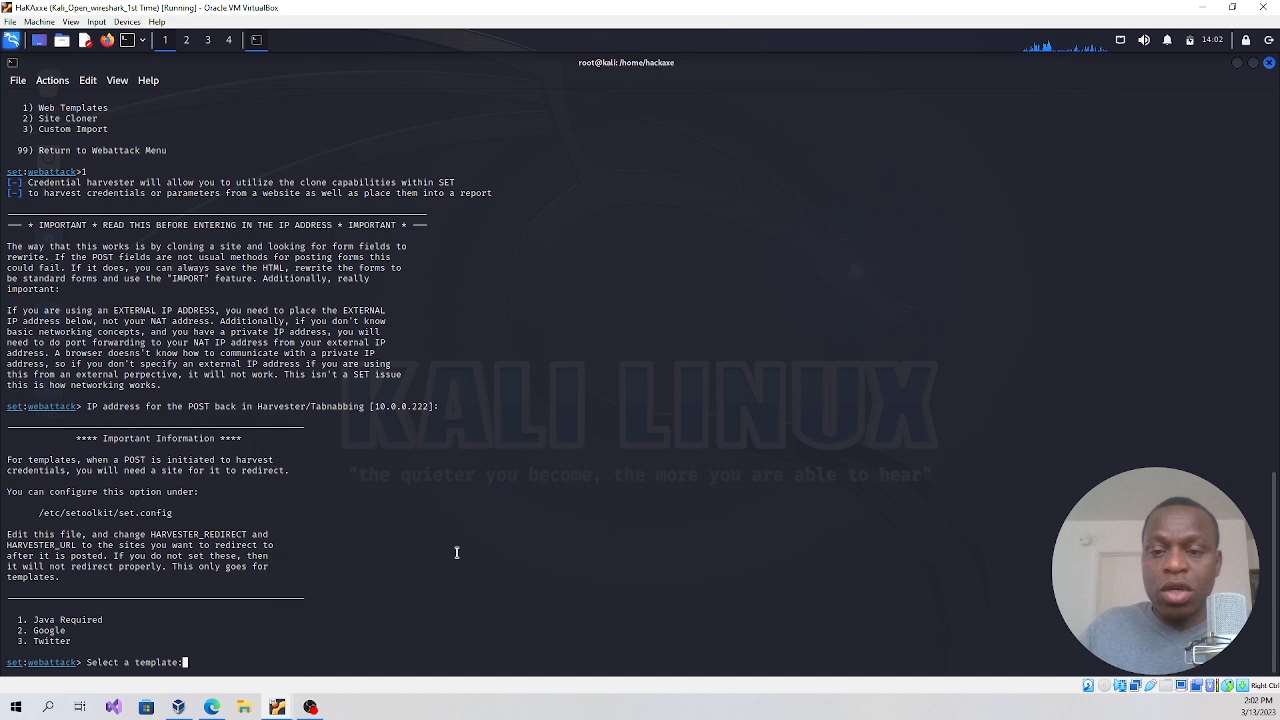 HaKAxxe (Kali_Open_wireshark_1st Time) [Running] - Oracle VM VirtualBox
File Machine View Input Devices Help
1 2 3 4 14:02
root@kali: /home/hackaxe
File Actions Edit View Help
1) Web Templates
2) Site Cloner
3) Custom Import
99) Return to Webattack Menu
set:webattack>1
[-] Credential harvester will allow you to utilize the clone capabilities within SET
[-] to harvest credentials or parameters from a website as well as place them into a report
--- * IMPORTANT * READ THIS BEFORE ENTERING IN THE IP ADDRESS * IMPORTANT * ---
The way that this works is by cloning a site and looking for form fields to
rewrite. If the POST fields are not usual methods for posting forms this
could fail. If it does, you can always save the HTML, rewrite the forms to
be standard forms and use the "IMPORT" feature. Additionally, really
important:
If you are using an EXTERNAL IP ADDRESS, you need to place the EXTERNAL
IP address below, not your NAT address. Additionally, if you don't know
basic networking concepts, and you have a private IP address, you will
need to do port forwarding to your NAT IP address from your external IP
address. A browser doesns't know how to communicate with a private IP
address, so if you don't specify an external IP address if you are using
this from an external perpective, it will not work. This isn't a SET issue
this is how networking works.
set:webattack> IP address for the POST back in Harvester/Tabnabbing [10.0.0.222]:
**** Important Information ****
For templates, when a POST is initiated to harvest
credentials, you will need a site for it to redirect.
You can configure this option under:
/etc/setoolkit/set.config
Edit this file, and change HARVESTER_REDIRECT and
HARVESTER_URL to the sites you want to redirect to
after it is posted. If you do not set these, then
it will not redirect properly. This only goes for
templates.
1. Java Required
2. Google
3. Twitter
set:webattack> Select a template:
KALI LINUX
"the quieter you become, the more you are able to hear"
Right Ctrl
2:02 PM
3/13/2023